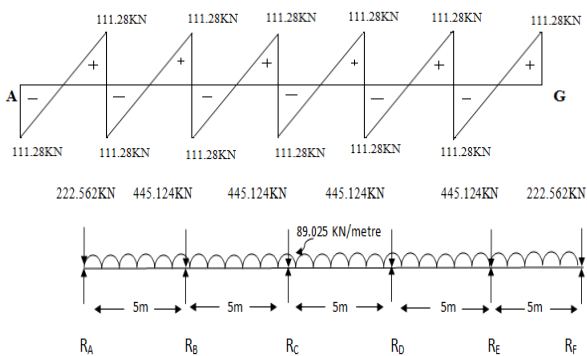 111.28KN 111.28KN 111.28KN 111.28KN 111.28KN 111.28KN
+ + + + + +
A − − − − − − G
111.28KN 111.28KN 111.28KN 111.28KN 111.28KN 111.28KN
222.562KN 445.124KN 445.124KN 445.124KN 445.124KN 222.562KN
89.025 KN/metre
5m 5m 5m 5m 5m
RA RB RC RD RE RF